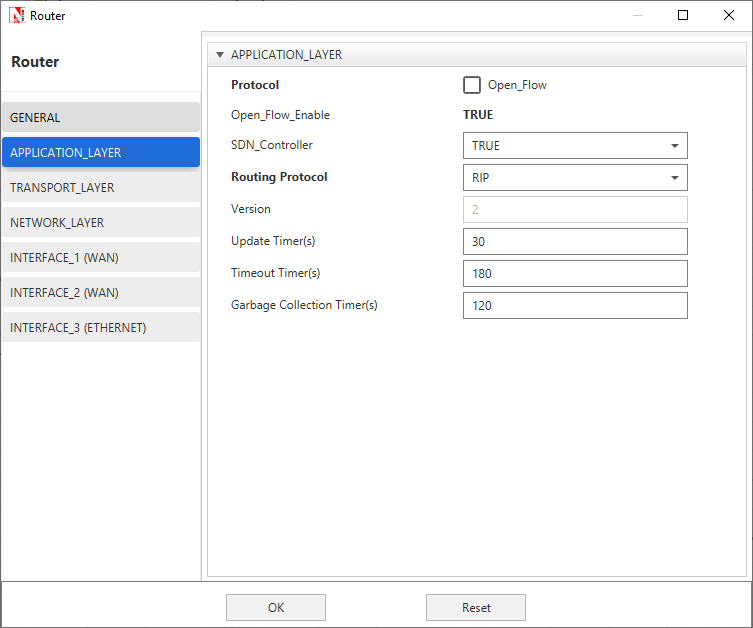 Router
Router
GENERAL
APPLICATION_LAYER
TRANSPORT_LAYER
NETWORK_LAYER
INTERFACE_1 (WAN)
INTERFACE_2 (WAN)
INTERFACE_3 (ETHERNET)
APPLICATION_LAYER
Protocol Open_Flow
Open_Flow_Enable TRUE
SDN_Controller TRUE
Routing Protocol RIP
Version 2
Update Timer(s) 30
Timeout Timer(s) 180
Garbage Collection Timer(s) 120
OK Reset